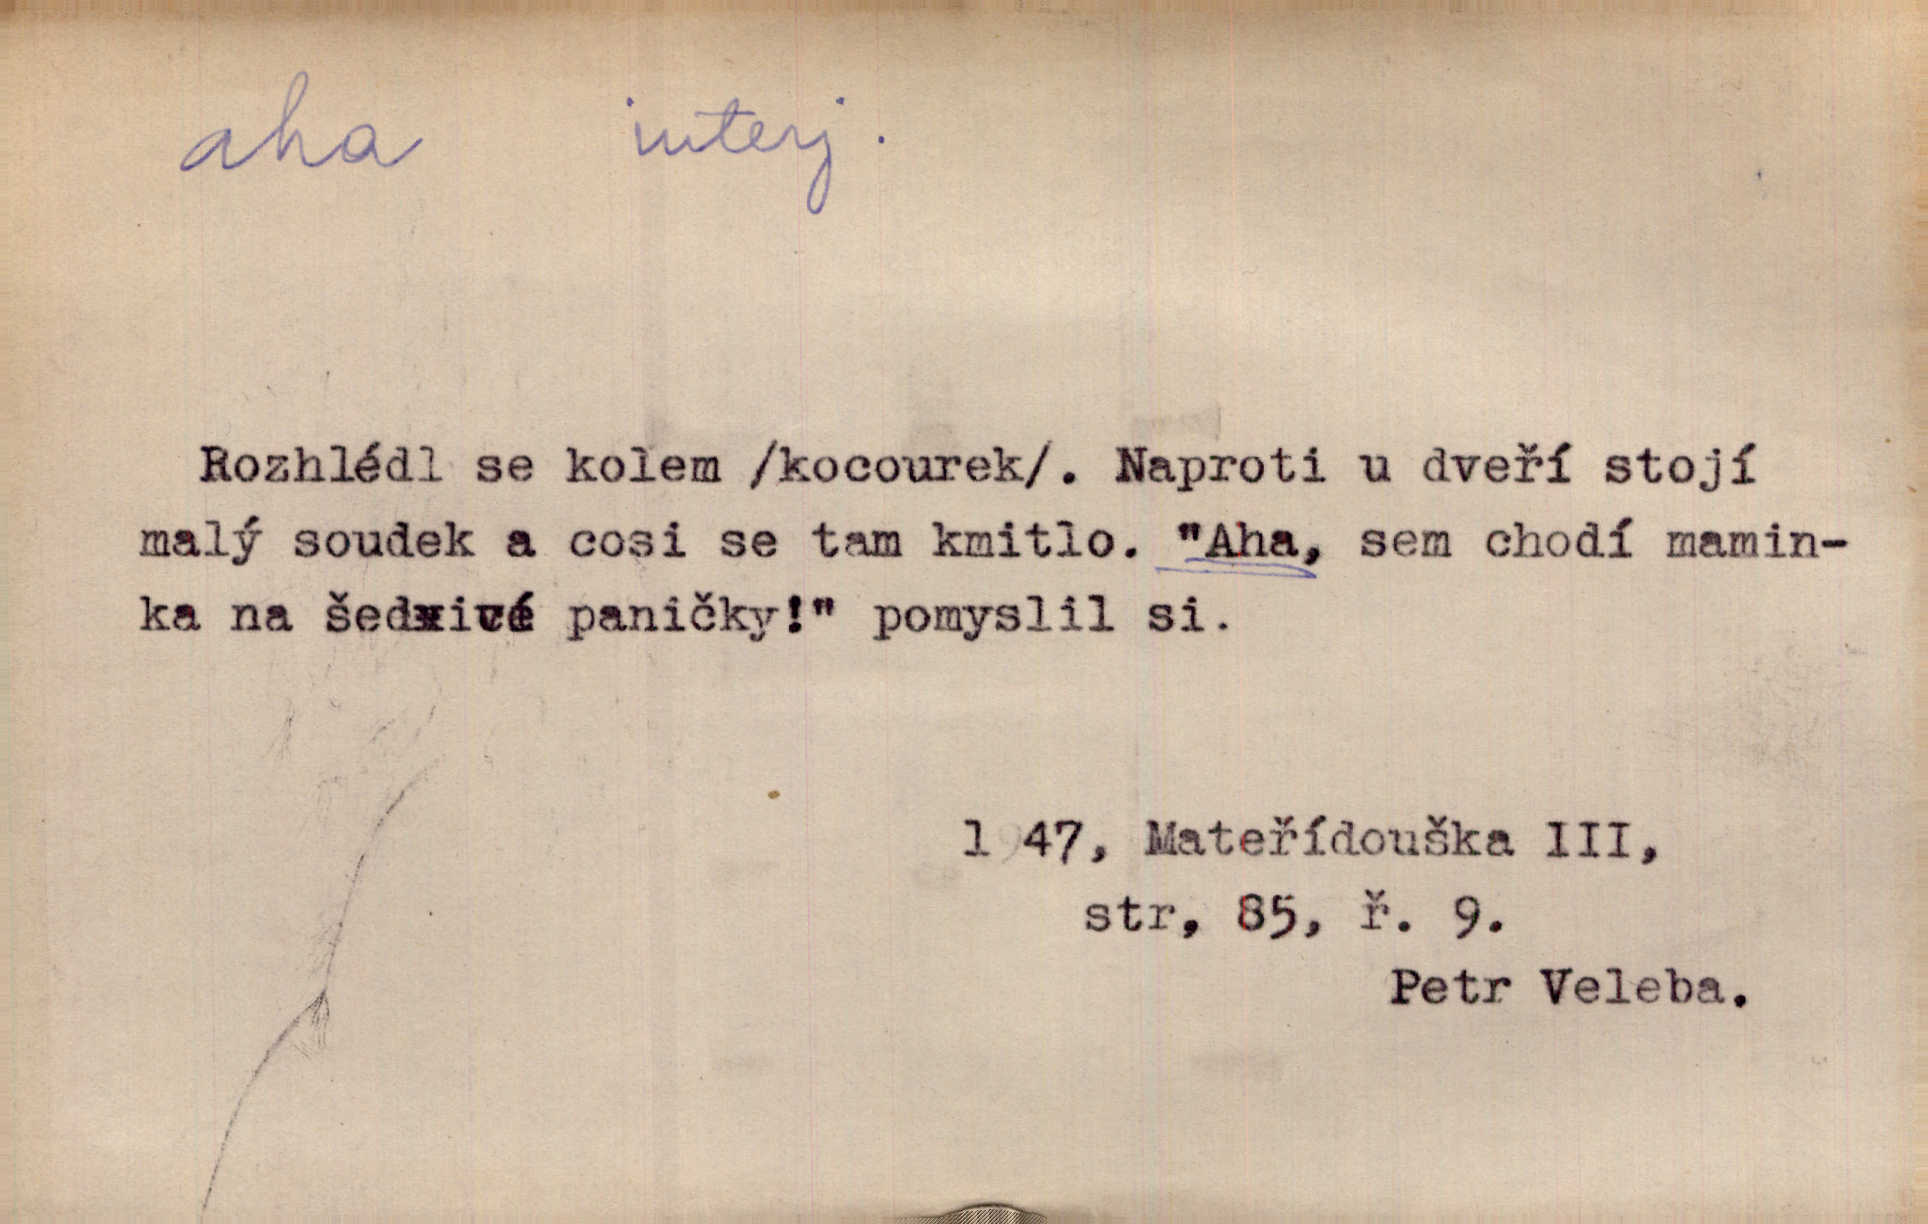 aha interj.
Rozhlédl se kolem /kocourek/. Naproti u dveří stojí
malý soudek a cosi se tam kmitlo. "Aha, sem chodí mamin-
ka na paničky!" pomyslil si.
1947, Mateřídouška III,
str, 85, ř. 9.
Petr Veleba.